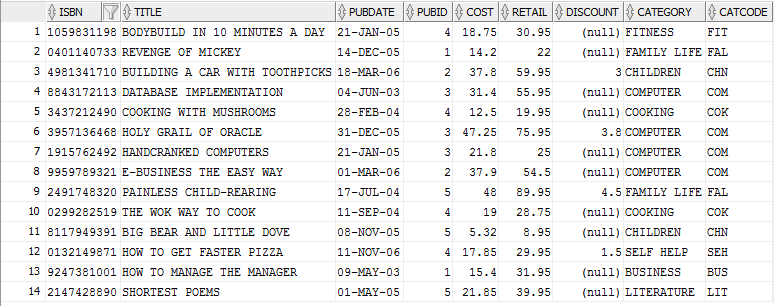 ISBN TITLE PUBDATE PUBID COST RETAIL DISCOUNT CATEGORY CATCODE
1 1059831198 BODYBUILD IN 10 MINUTES A DAY 21-JAN-05 4 18.75 30.95 (null) FITNESS FIT
2 0401140733 REVENGE OF MICKEY 14-DEC-05 1 14.2 22 (null) FAMILY LIFE FAL
3 4981341710 BUILDING A CAR WITH TOOTHPICKS 18-MAR-06 2 37.8 59.95 3 CHILDREN CHN
4 8843172113 DATABASE IMPLEMENTATION 04-JUN-03 3 31.4 55.95 (null) COMPUTER COM
5 3437212490 COOKING WITH MUSHROOMS 28-FEB-04 4 12.5 19.95 (null) COOKING COK
6 3957136468 HOLY GRAIL OF ORACLE 31-DEC-05 3 47.25 75.95 3.8 COMPUTER COM
7 1915762492 HANDCRANKED COMPUTERS 21-JAN-05 3 21.8 25 (null) COMPUTER COM
8 9959789321 E-BUSINESS THE EASY WAY 01-MAR-06 2 37.9 54.5 (null) COMPUTER COM
9 2491748320 PAINLESS CHILD-REARING 17-JUL-04 5 48 89.95 4.5 FAMILY LIFE FAL
10 0299282519 THE WOK WAY TO COOK 11-SEP-04 4 19 28.75 (null) COOKING COK
11 8117949391 BIG BEAR AND LITTLE DOVE 08-NOV-05 5 5.32 8.95 (null) CHILDREN CHN
12 0132149871 HOW TO GET FASTER PIZZA 11-NOV-06 4 17.85 29.95 1.5 SELF HELP SEH
13 9247381001 HOW TO MANAGE THE MANAGER 09-MAY-03 1 15.4 31.95 (null) BUSINESS BUS
14 2147428890 SHORTEST POEMS 01-MAY-05 5 21.85 39.95 (null) LITERATURE LIT